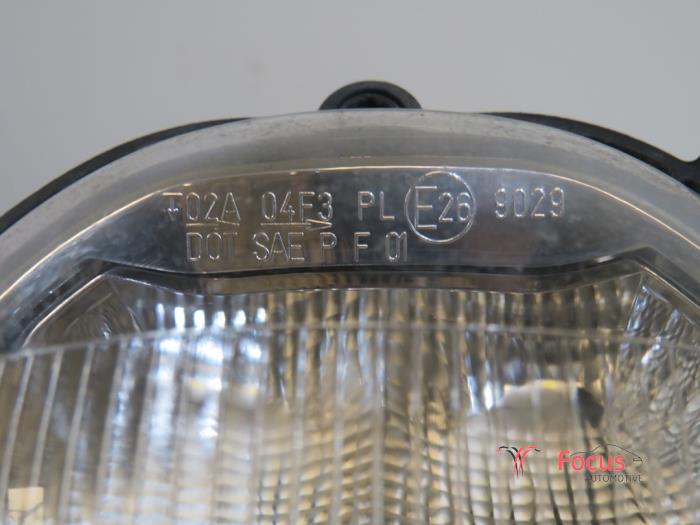 02A 04F3 PL E26 9029
DOT SAE P F 01
Focus
AUTOMOTIVE